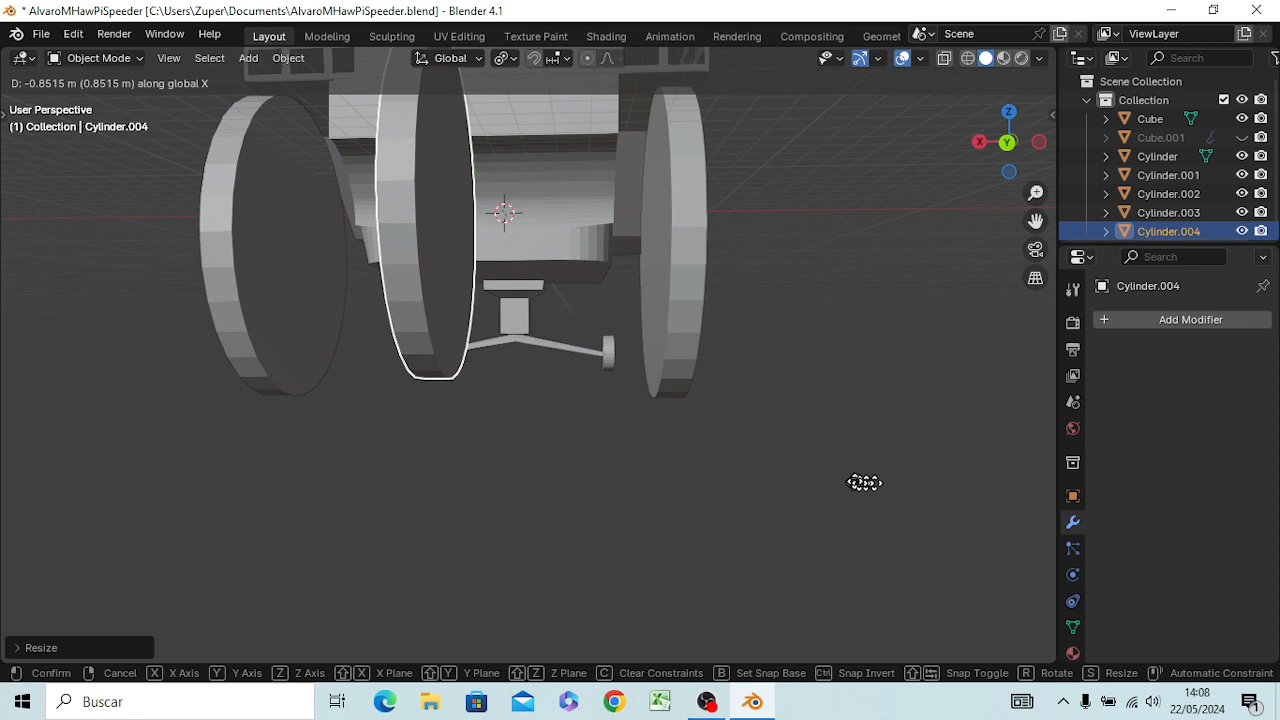 * AlvaroMHawPiSpeeder [C:\Users\Zuper\Documents\AlvaroMHawPiSpeeder.blend] - Blender 4.1
File Edit Render Window Help Layout Modeling Sculpting UV Editing Texture Paint Shading Animation Rendering Compositing Geomet Scene ViewLayer
Object Mode View Select Add Object Global Search
D: -0.8515 m (0.8515 m) along global X
User Perspective
(1) Collection | Cylinder.004
Z
X
Y
Scene Collection
Collection
Cube
Cube.001
Cylinder
Cylinder.001
Cylinder.002
Cylinder.003
Cylinder.004
Search
Cylinder.004
+ Add Modifier
Resize
Confirm Cancel X X Axis Y Y Axis Z Z Axis X X Plane Y Y Plane Z Z Plane C Clear Constraints B Set Snap Base Ctrl Snap Invert Snap Toggle R Rotate S Resize Automatic Constraint
Buscar
14:08
22/05/2024
1